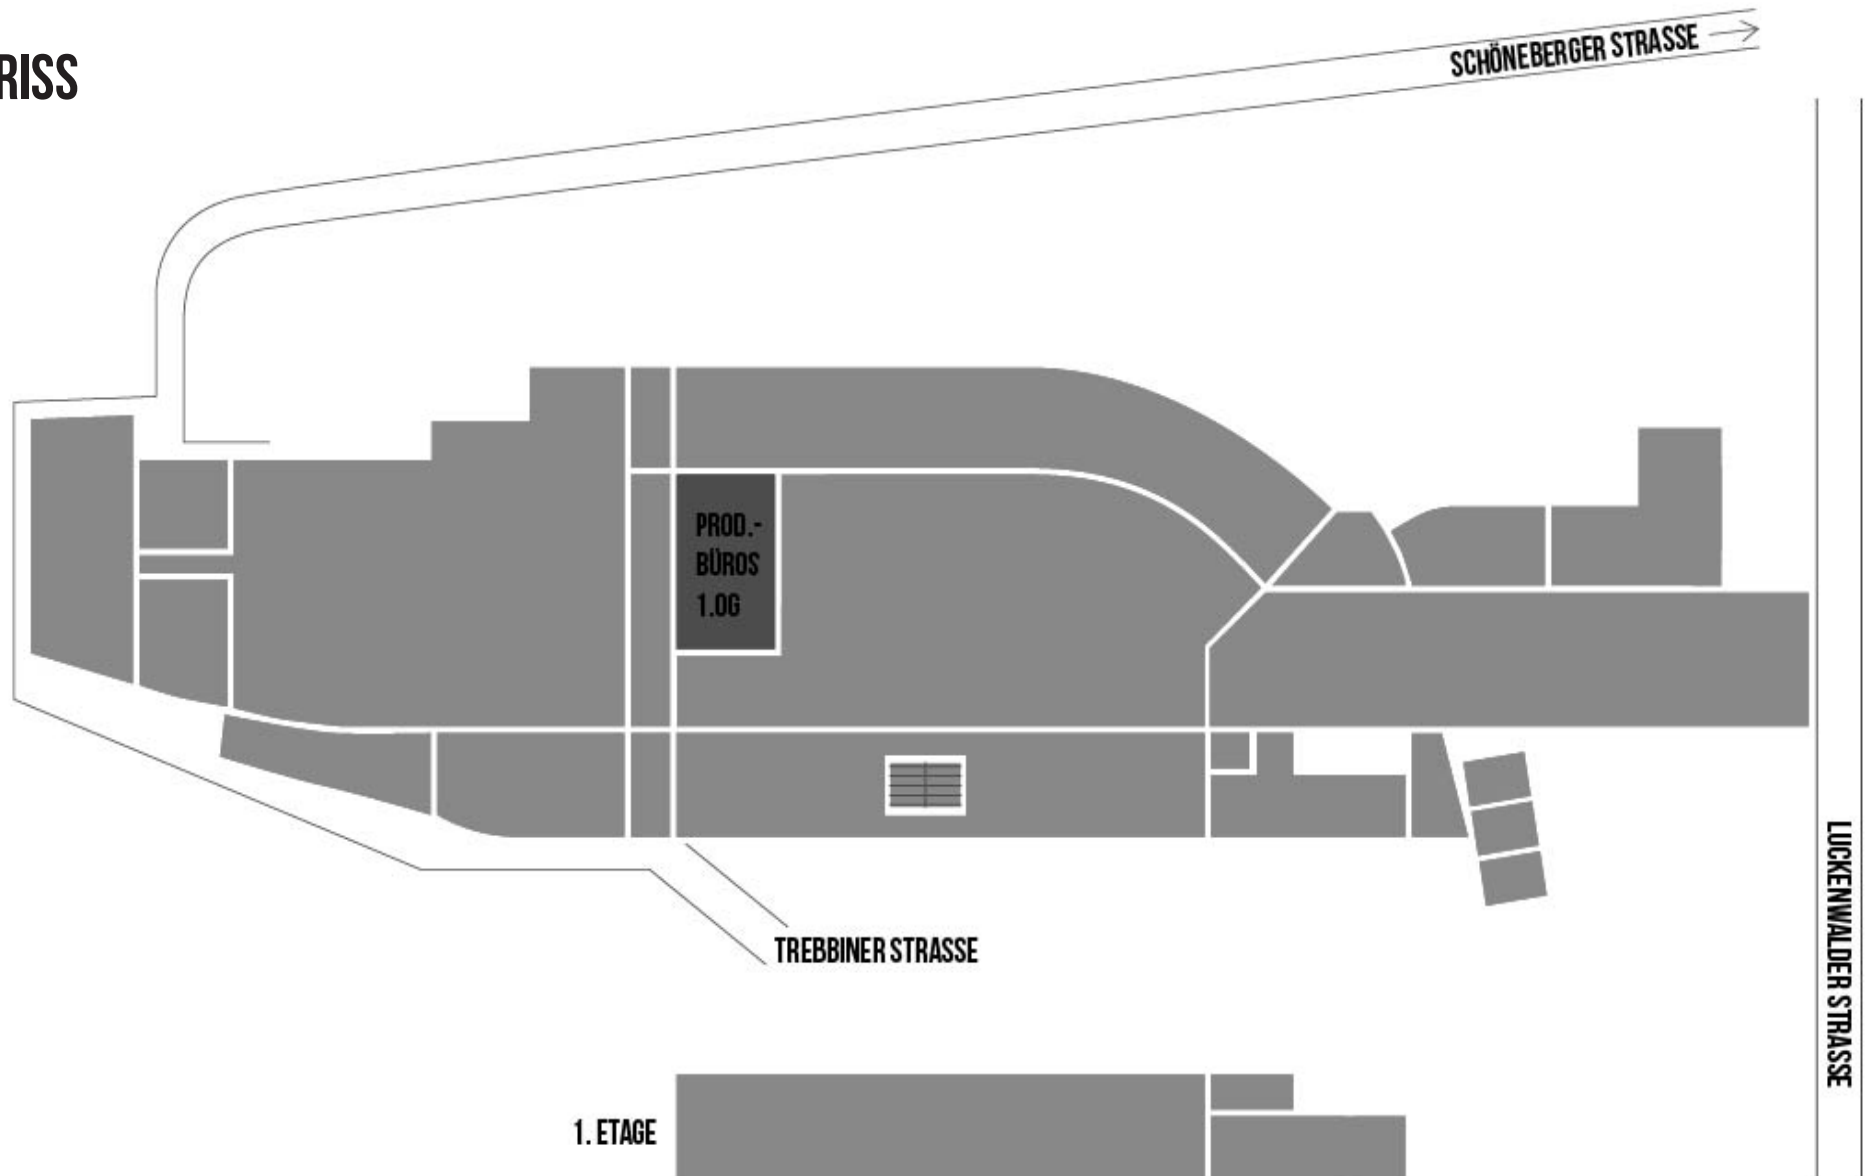 RISS
SCHÖNEBERGER STRASSE
PROD.-
BÜROS
1.OG
TREBBINER STRASSE
LUCKENWALDER STRASSE
1. ETAGE